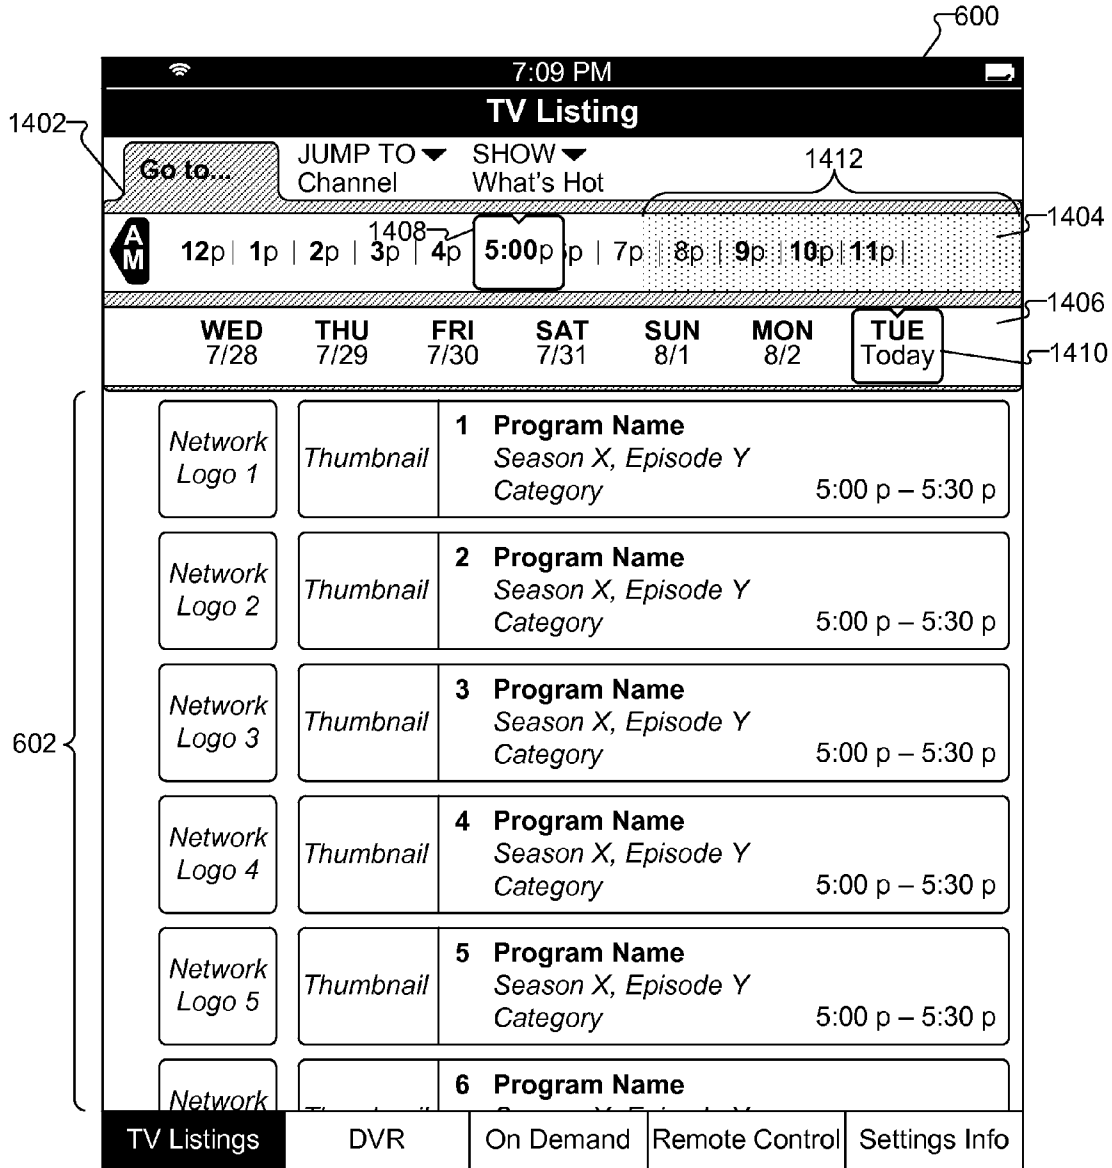 600
7:09 PM
TV Listing
1402
Go to...
JUMP TO
Channel
SHOW
What's Hot
1412
1404
AM
12p | 1p | 2p | 3p | 4p
1408
5:00p
p | 7p | 8p | 9p | 10p | 11p |
1406
WED
7/28
THU
7/29
FRI
7/30
SAT
7/31
SUN
8/1
MON
8/2
TUE
Today
1410
602
Network
Logo 1
Thumbnail
1 Program Name
Season X, Episode Y
Category
5:00 p – 5:30 p
Network
Logo 2
Thumbnail
2 Program Name
Season X, Episode Y
Category
5:00 p – 5:30 p
Network
Logo 3
Thumbnail
3 Program Name
Season X, Episode Y
Category
5:00 p – 5:30 p
Network
Logo 4
Thumbnail
4 Program Name
Season X, Episode Y
Category
5:00 p – 5:30 p
Network
Logo 5
Thumbnail
5 Program Name
Season X, Episode Y
Category
5:00 p – 5:30 p
Network
6 Program Name
TV Listings
DVR
On Demand
Remote Control
Settings Info